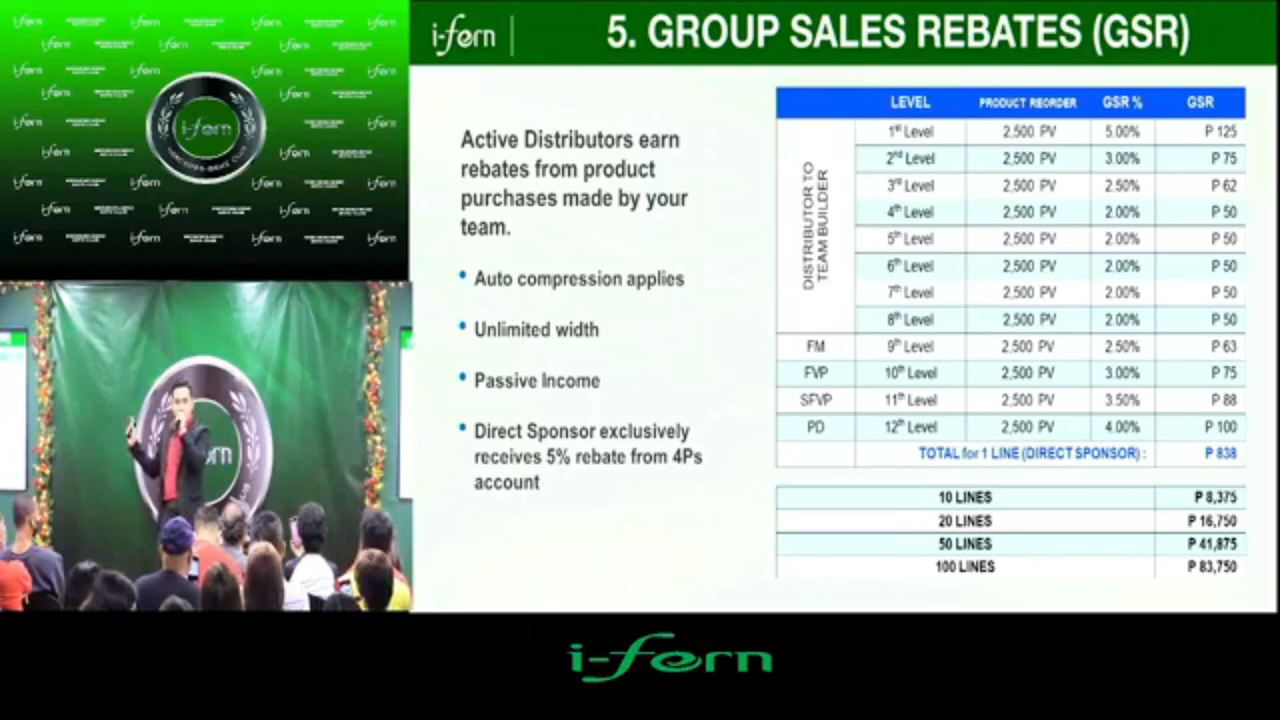 i-fern
5. GROUP SALES REBATES (GSR)
Active Distributors earn
rebates from product
purchases made by your
team.
• Auto compression applies
• Unlimited width
• Passive Income
• Direct Sponsor exclusively
receives 5% rebate from 4Ps
account
LEVEL PRODUCT REORDER GSR % GSR
DISTRIBUTOR TO
TEAM BUILDER
1st Level 2,500 PV 5.00% P 125
2nd Level 2,500 PV 3.00% P 75
3rd Level 2,500 PV 2.50% P 62
4th Level 2,500 PV 2.00% P 50
5th Level 2,500 PV 2.00% P 50
6th Level 2,500 PV 2.00% P 50
7th Level 2,500 PV 2.00% P 50
8th Level 2,500 PV 2.00% P 50
FM 9th Level 2,500 PV 2.50% P 63
FVP 10th Level 2,500 PV 3.00% P 75
SFVP 11th Level 2,500 PV 3.50% P 88
PD 12th Level 2,500 PV 4.00% P 100
TOTAL for 1 LINE (DIRECT SPONSOR) : P 838
10 LINES P 8,375
20 LINES P 16,750
50 LINES P 41,875
100 LINES P 83,750
i-fern
i-fern